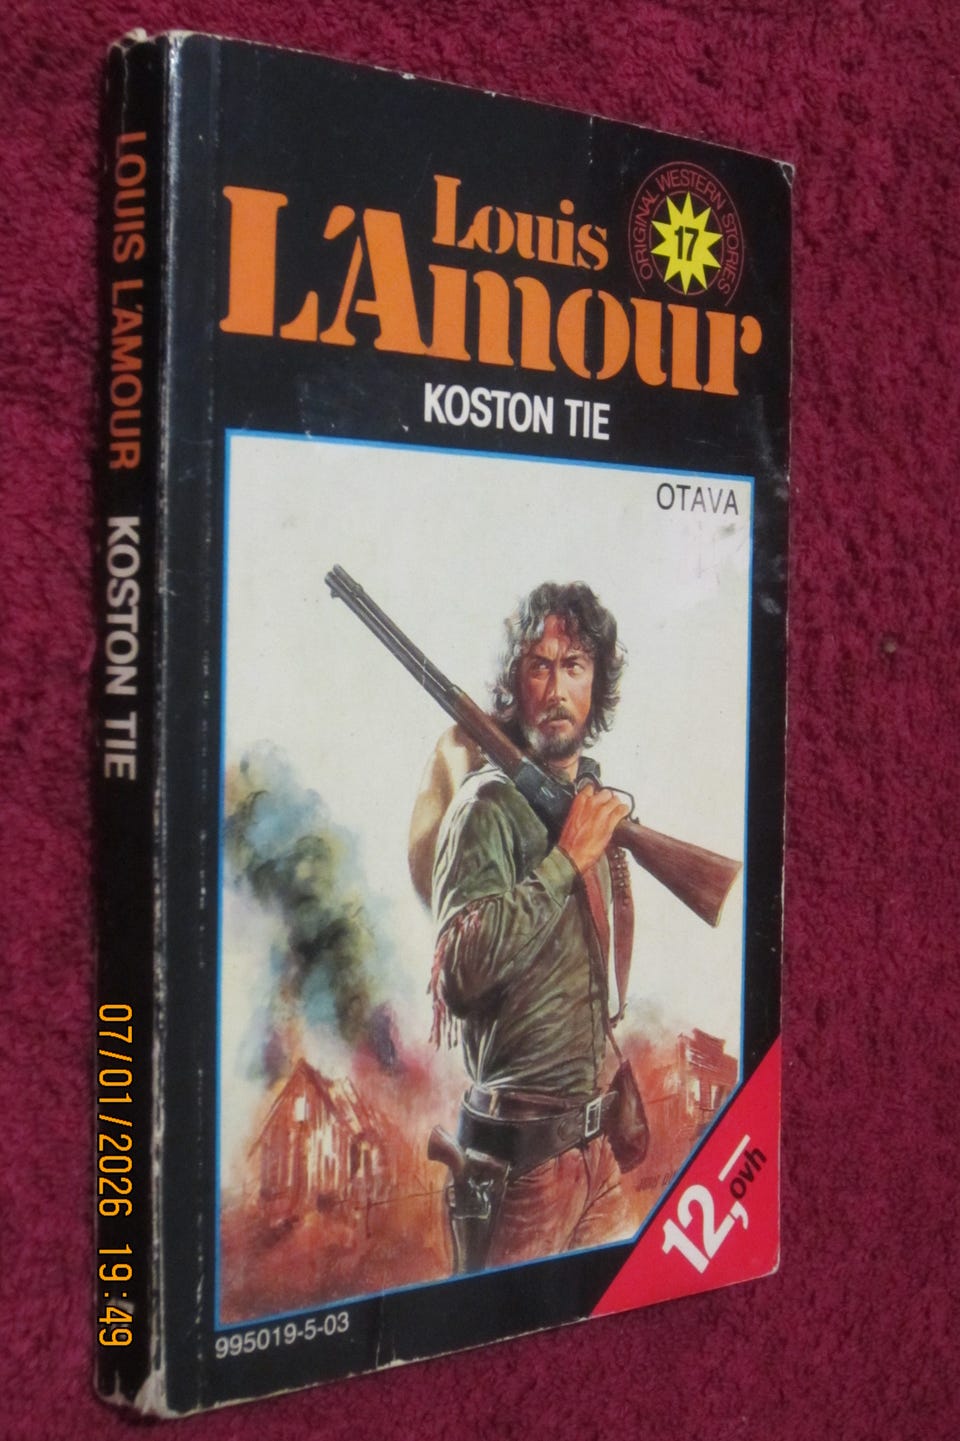 LOUIS L'AMOUR KOSTON TIE
Louis
L'Amour
ORIGINAL WESTERN STORIES
17
KOSTON TIE
OTAVA
12,- ovh
995019-5-03
07/01/2026 19:49